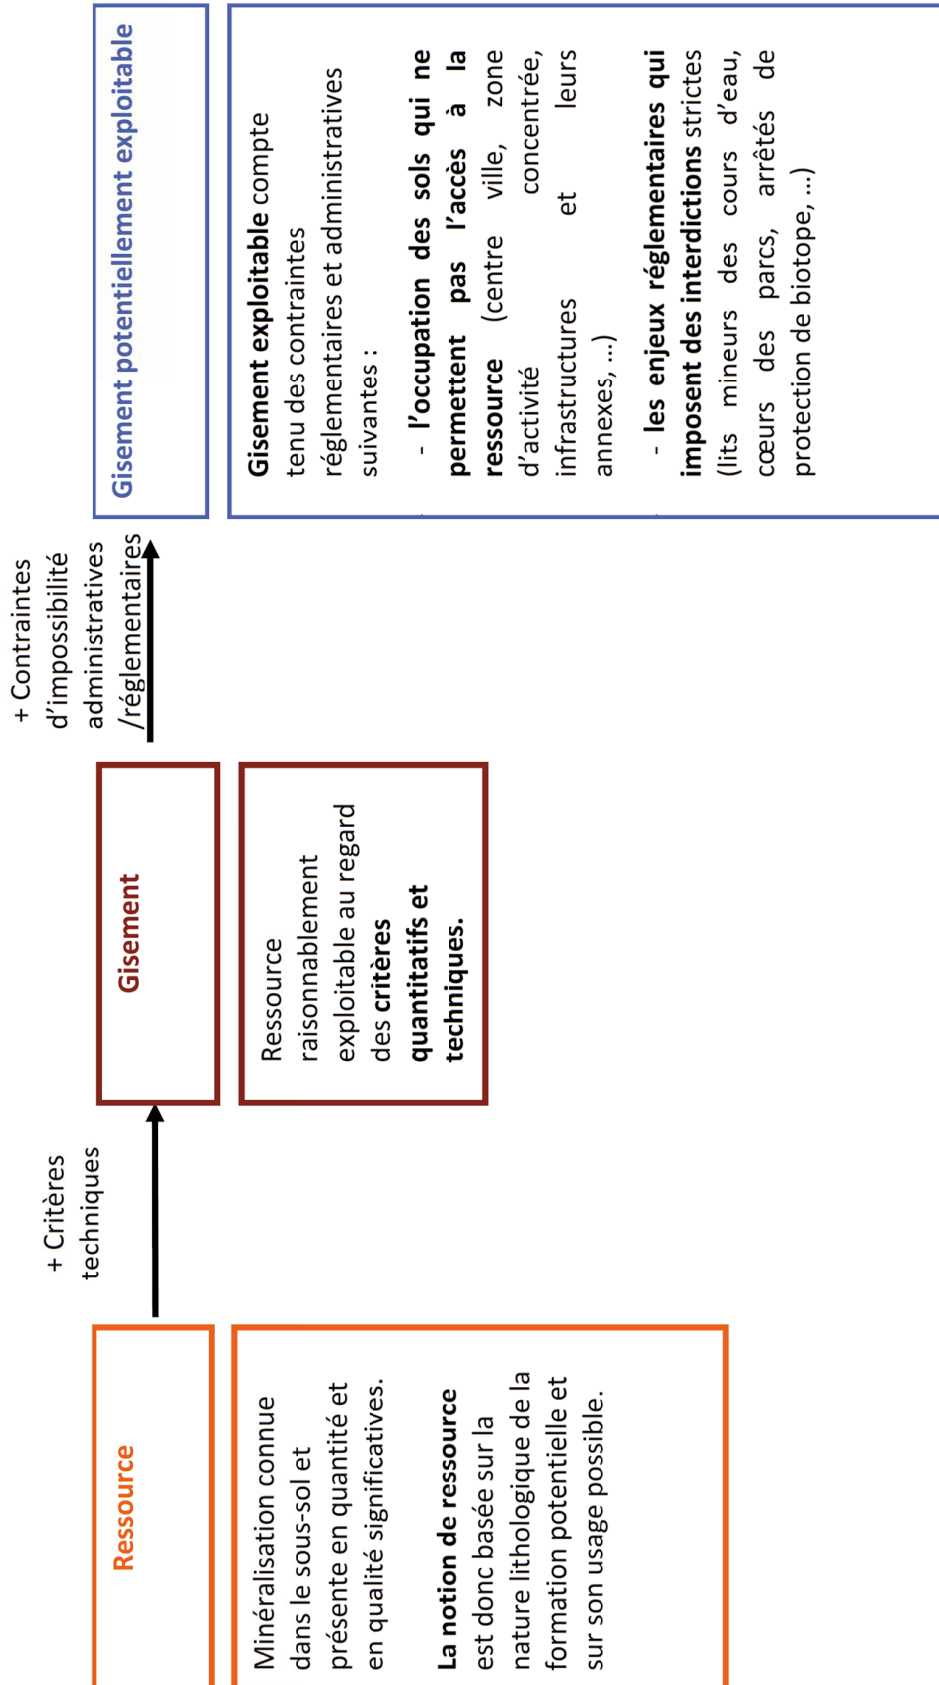 Ressource
Minéralisation connue
dans le sous-sol et
présente en quantité et
en qualité significatives.
La notion de ressource
est donc basée sur la
nature lithologique de la
formation potentielle et
sur son usage possible.
+ Critères
techniques
Gisement
Ressource
raisonnablement
exploitable au regard
des critères
quantitatifs et
techniques.
+ Contraintes
d'impossibilité
administratives
/réglementaires
Gisement potentiellement exploitable
Gisement exploitable compte
tenu des contraintes
réglementaires et administratives
suivantes :
- l'occupation des sols qui ne
permettent pas l'accès à la
ressource (centre ville, zone
d'activité concentrée,
infrastructures et leurs
annexes, ...)
- les enjeux réglementaires qui
imposent des interdictions strictes
(lits mineurs des cours d'eau,
cœurs des parcs, arrêtés de
protection de biotope, ...)